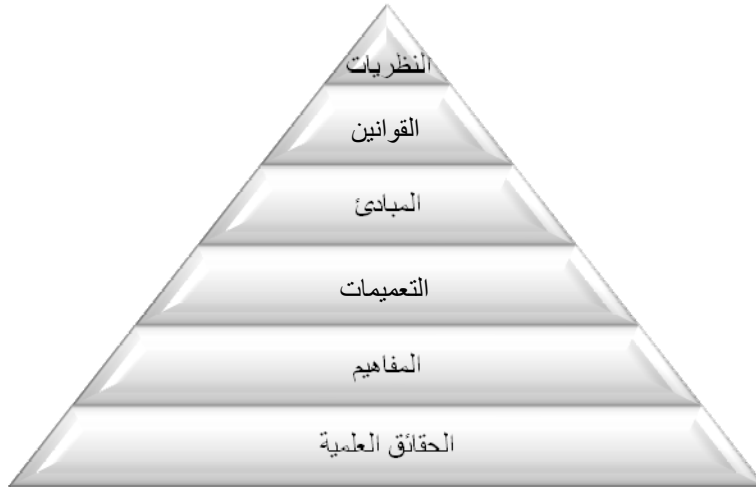 النظريات
القوانين
المبادئ
التعميمات
المفاهيم
الحقائق العلمية